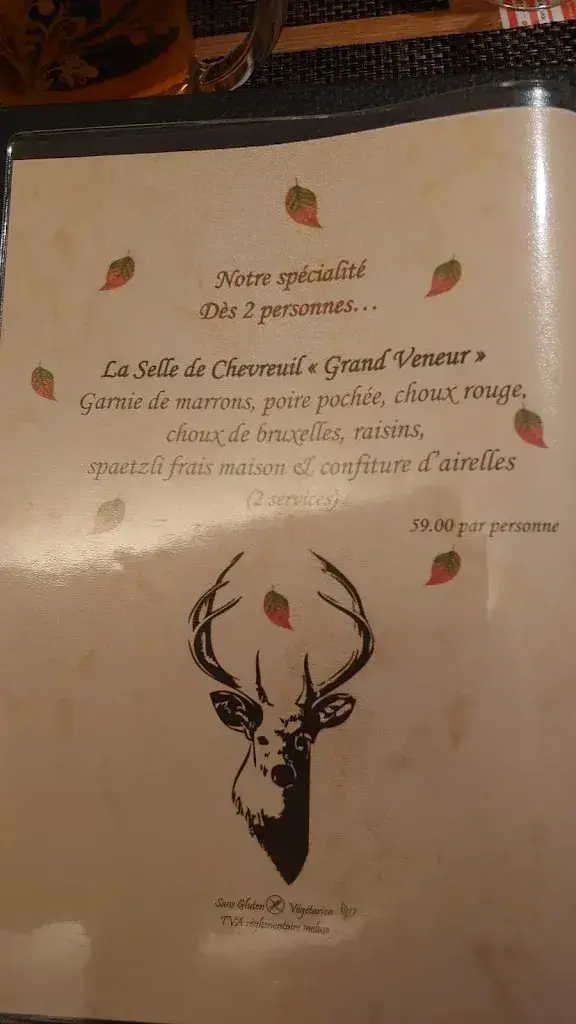 Notre spécialité
Dès 2 personnes...
La Selle de Chevreuil « Grand Veneur »
Garnie de marrons, poire pochée, choux rouge,
choux de bruxelles, raisins,
spaetzli frais maison & confiture d'airelles
(2 services)
59.00 par personne
Sans Gluten Végétarien
TVA réglementaire incluse